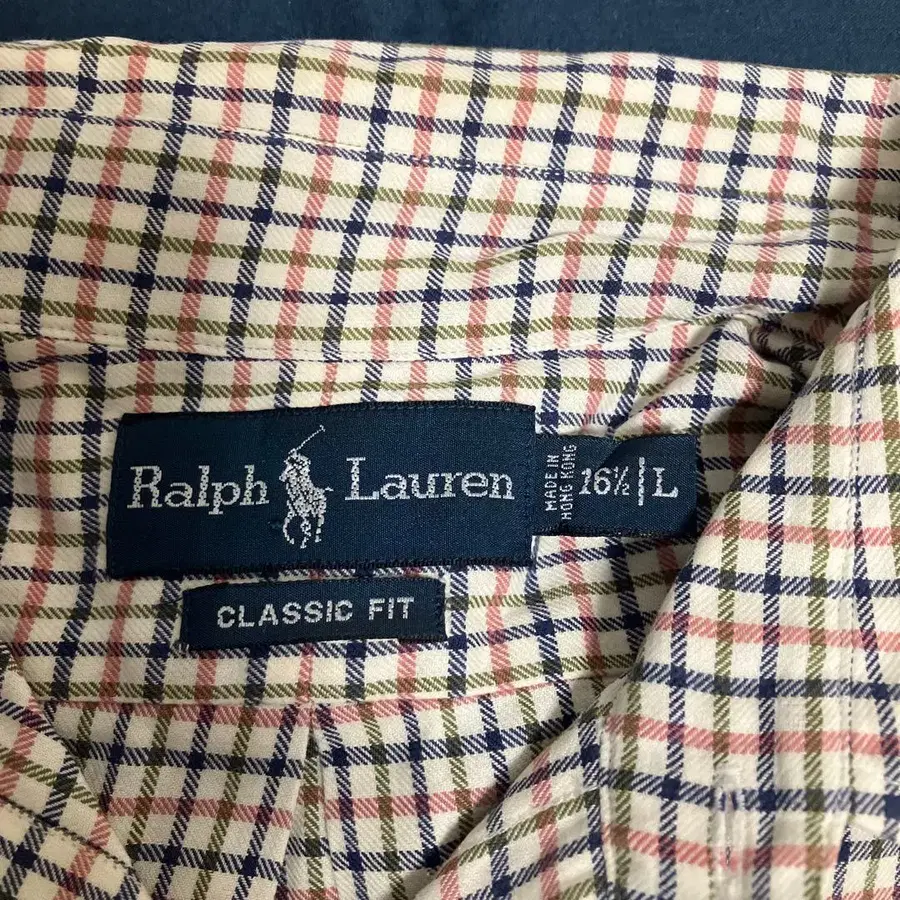 Ralph Lauren
MADE IN
HONG KONG
16½ L
CLASSIC FIT